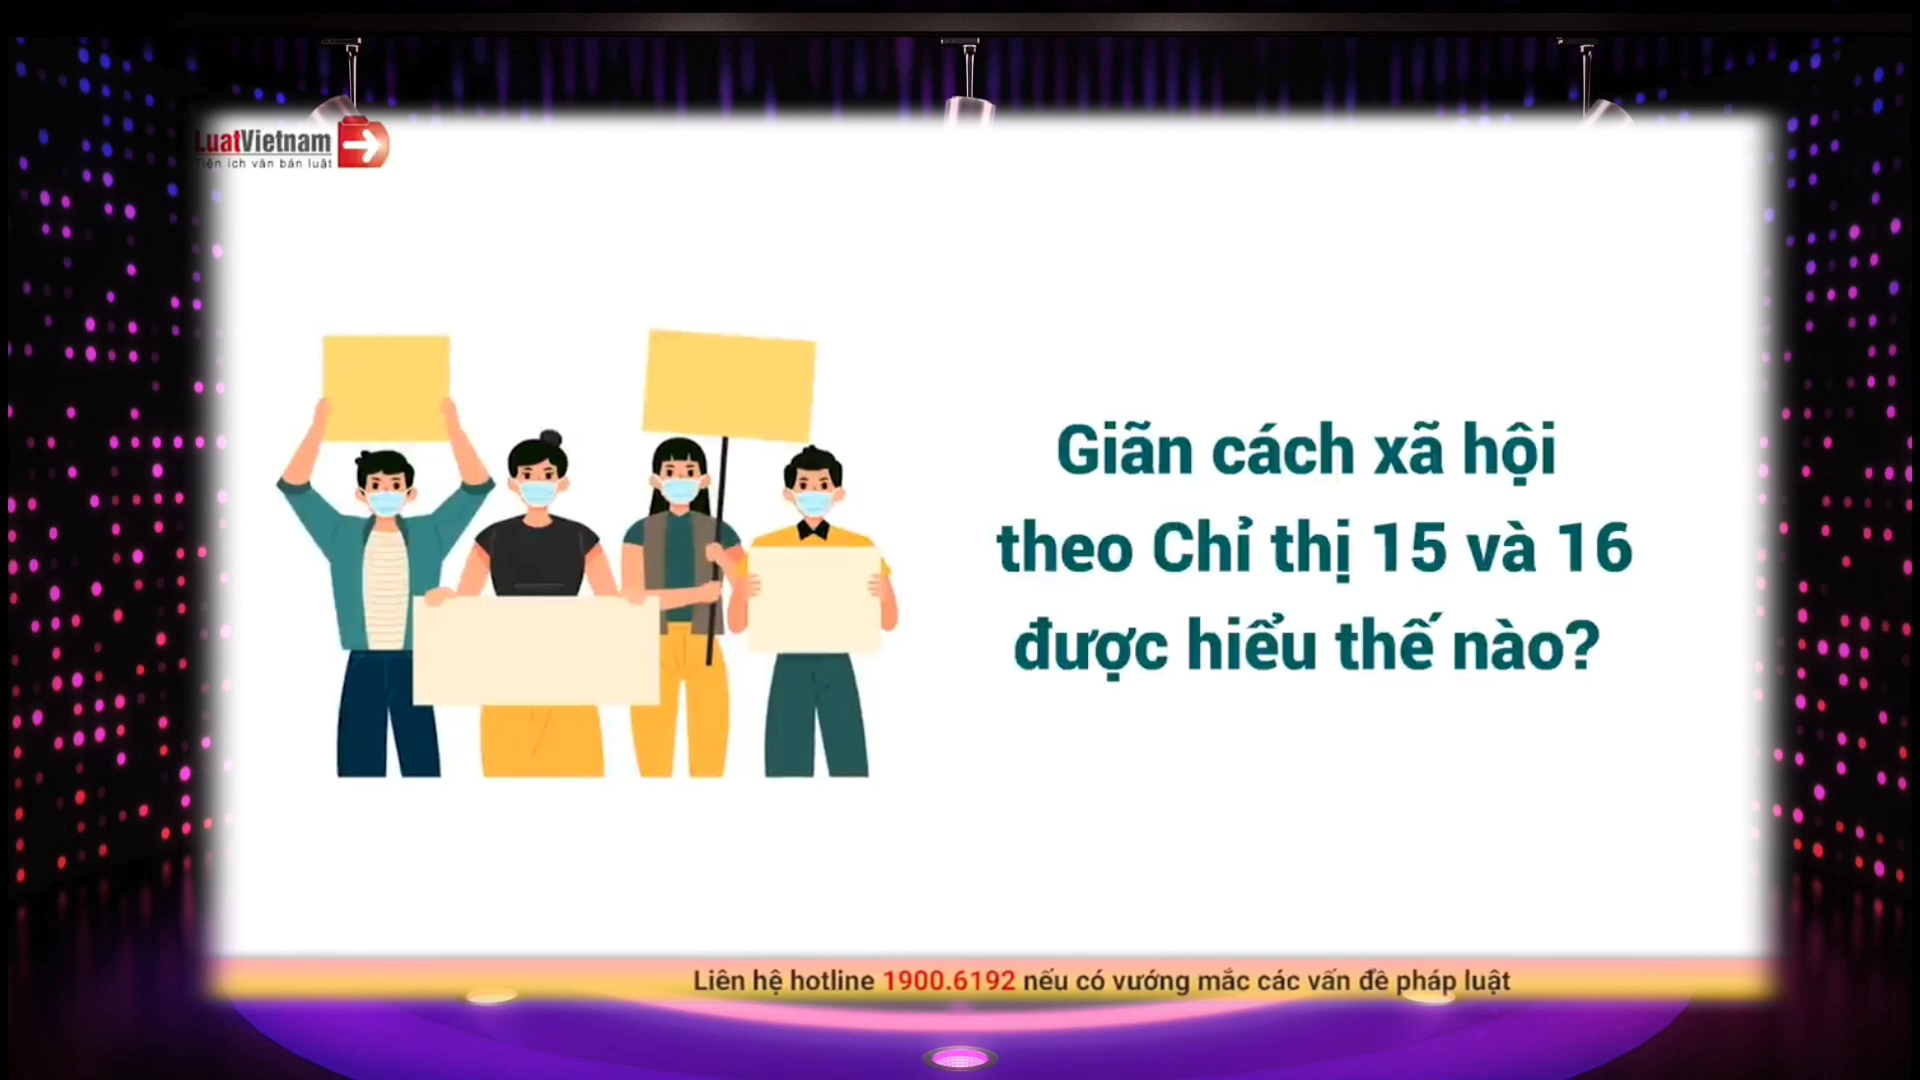 LuatVietnam
Tiện ích văn bản luật
Giãn cách xã hội
theo Chỉ thị 15 và 16
được hiểu thế nào?
Liên hệ hotline 1900.6192 nếu có vướng mắc các vấn đề pháp luật